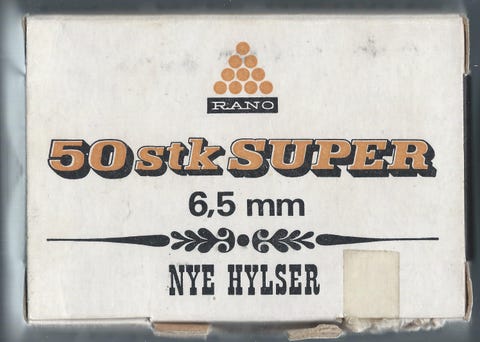 RANO
50 stk SUPER
6,5 mm
NYE HYLSER